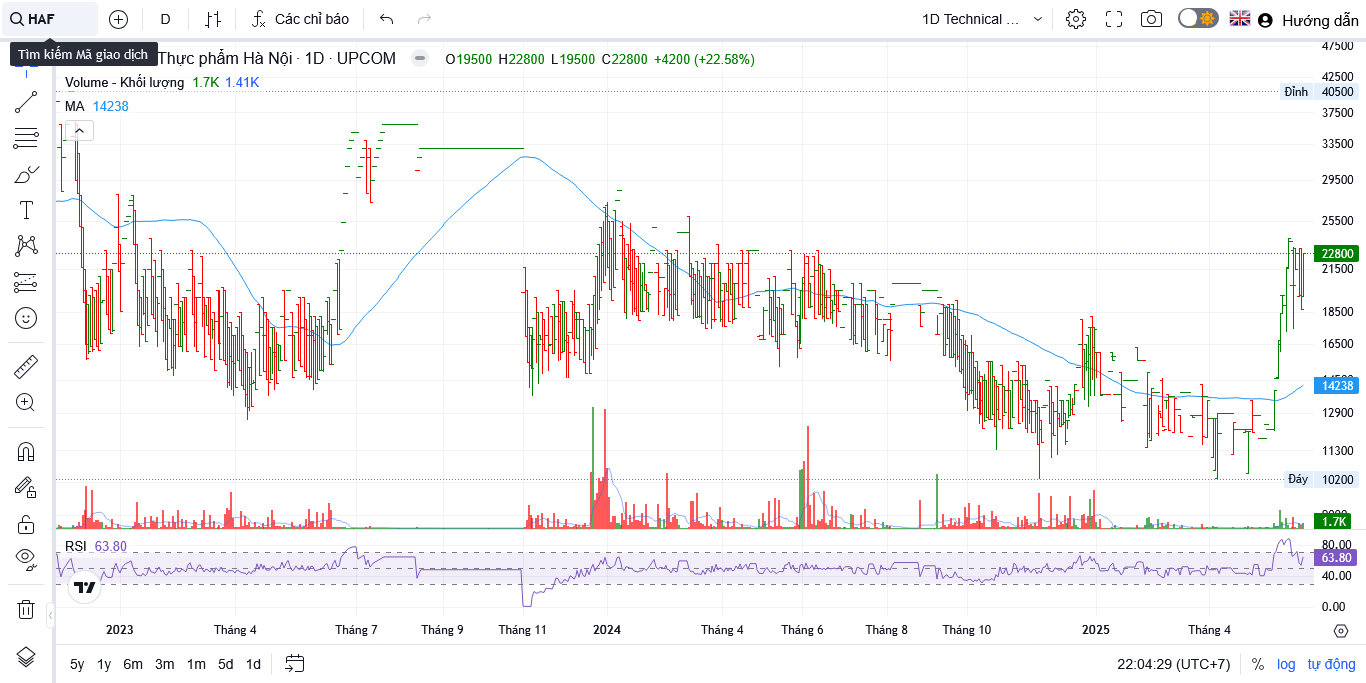 HAF
D
Các chỉ báo
1D Technical ...
Hướng dẫn
Tìm kiếm Mã giao dịch
Thực phẩm Hà Nội · 1D · UPCOM
O19500 H22800 L19500 C22800 +4200 (+22.58%)
Volume - Khối lượng 1.7K 1.41K
MA 14238
47500
42500
Đỉnh 40500
37500
33500
29500
25500
22800
21500
18500
16500
14238
12900
11300
Đáy 10200
1.7K
RSI 63.80
80.00
63.80
40.00
0.00
2023 Tháng 4 Tháng 7 Tháng 9 Tháng 11 2024 Tháng 4 Tháng 6 Tháng 8 Tháng 10 2025 Tháng 4
5y 1y 6m 3m 1m 5d 1d
22:04:29 (UTC+7) % log tự động